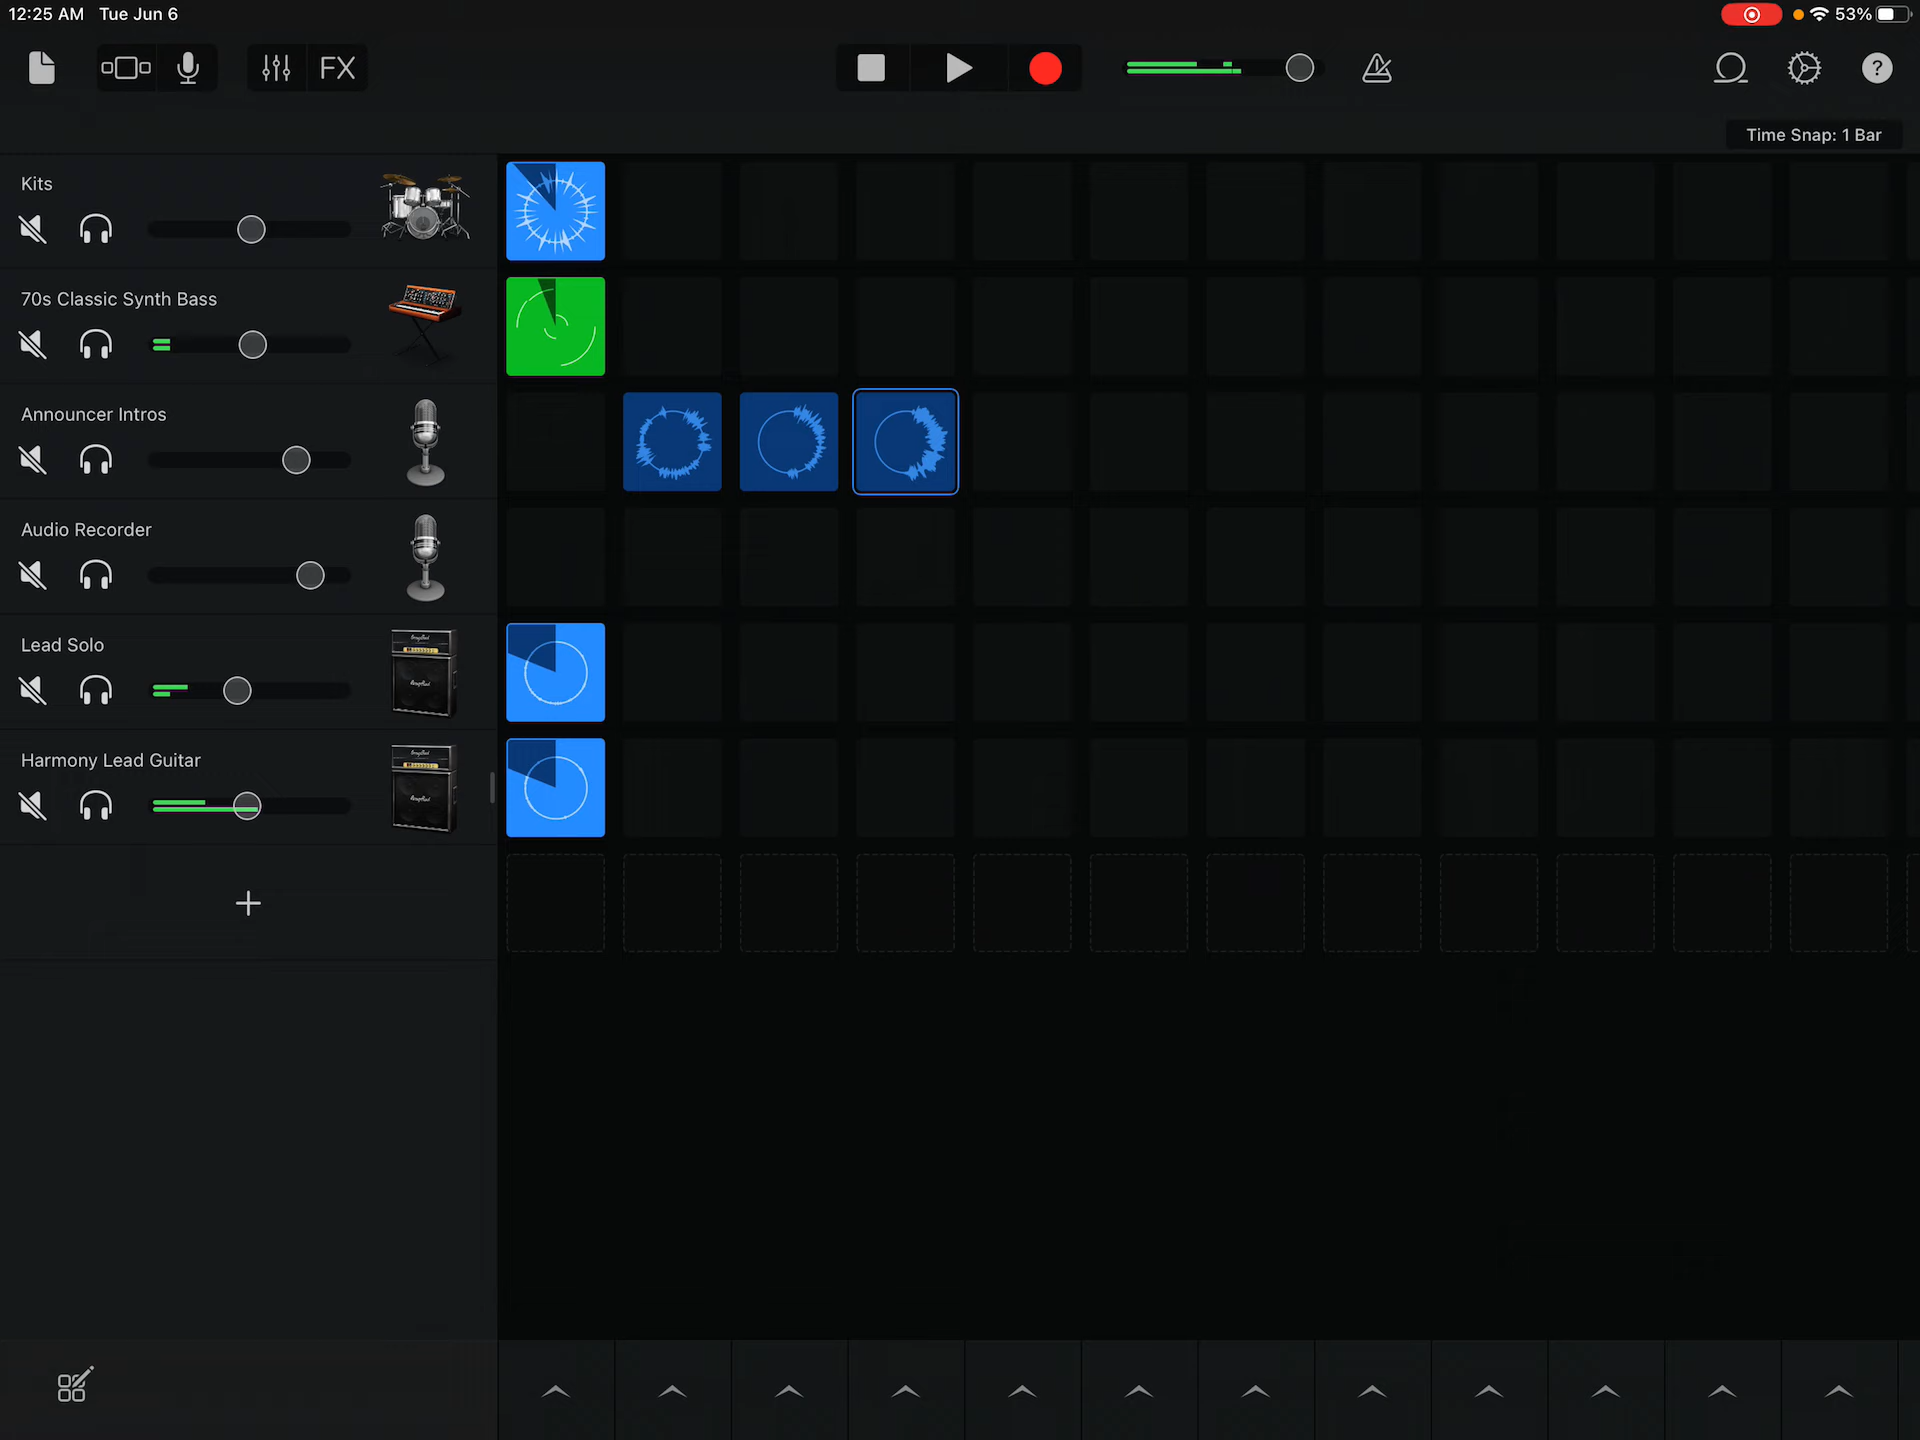 12:25 AM Tue Jun 6
53%
FX
?
Time Snap: 1 Bar
Kits
70s Classic Synth Bass
Announcer Intros
Audio Recorder
Lead Solo
Harmony Lead Guitar